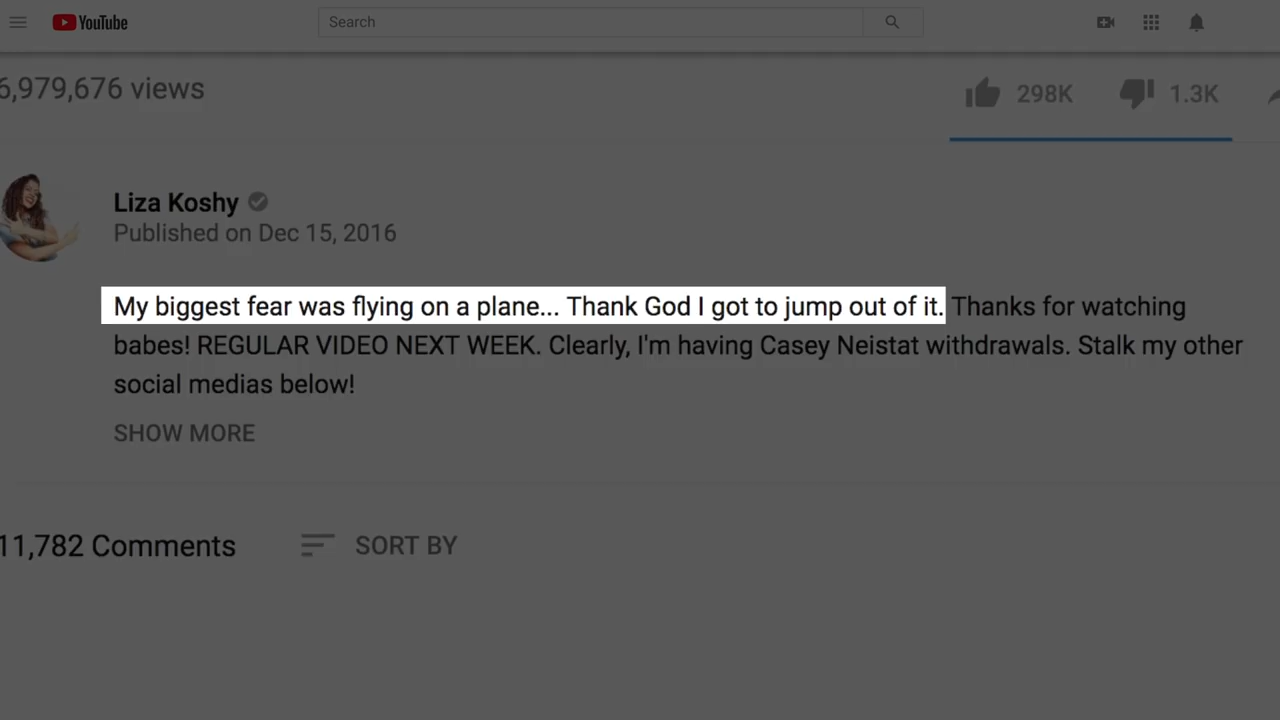 YouTube
Search
6,979,676 views
298K
1.3K
Liza Koshy
Published on Dec 15, 2016
My biggest fear was flying on a plane... Thank God I got to jump out of it. Thanks for watching
babes! REGULAR VIDEO NEXT WEEK. Clearly, I'm having Casey Neistat withdrawals. Stalk my other
social medias below!
SHOW MORE
11,782 Comments
SORT BY